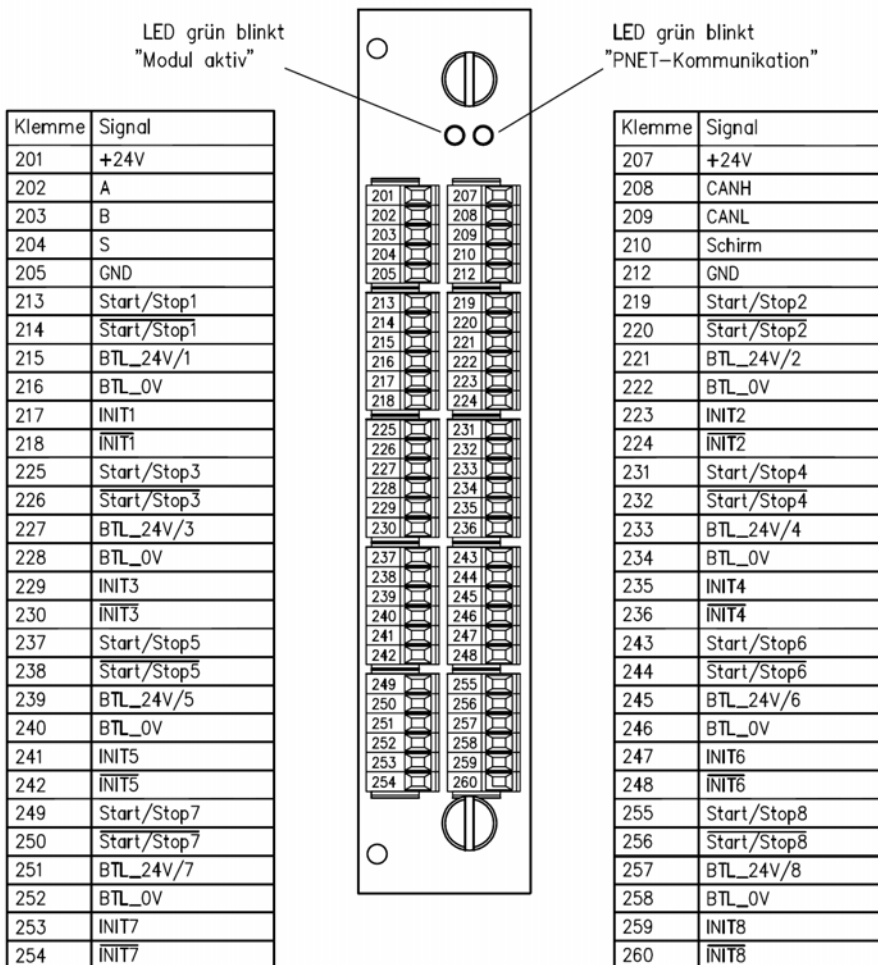 LED grün blinkt
"Modul aktiv"
LED grün blinkt
"PNET-Kommunikation"
Klemme Signal
201 +24V
202 A
203 B
204 S
205 GND
213 Start/Stop1
214 Start/Stop1
215 BTL_24V/1
216 BTL_0V
217 INIT1
218 INIT1
225 Start/Stop3
226 Start/Stop3
227 BTL_24V/3
228 BTL_0V
229 INIT3
230 INIT3
237 Start/Stop5
238 Start/Stop5
239 BTL_24V/5
240 BTL_0V
241 INIT5
242 INIT5
249 Start/Stop7
250 Start/Stop7
251 BTL_24V/7
252 BTL_0V
253 INIT7
254 INIT7
201 207
202 208
203 209
204 210
205 212
213 219
214 220
215 221
216 222
217 223
218 224
225 231
226 232
227 233
228 234
229 235
230 236
237 243
238 244
239 245
240 246
241 247
242 248
249 255
250 256
251 257
252 258
253 259
254 260
Klemme Signal
207 +24V
208 CANH
209 CANL
210 Schirm
212 GND
219 Start/Stop2
220 Start/Stop2
221 BTL_24V/2
222 BTL_0V
223 INIT2
224 INIT2
231 Start/Stop4
232 Start/Stop4
233 BTL_24V/4
234 BTL_0V
235 INIT4
236 INIT4
243 Start/Stop6
244 Start/Stop6
245 BTL_24V/6
246 BTL_0V
247 INIT6
248 INIT6
255 Start/Stop8
256 Start/Stop8
257 BTL_24V/8
258 BTL_0V
259 INIT8
260 INIT8